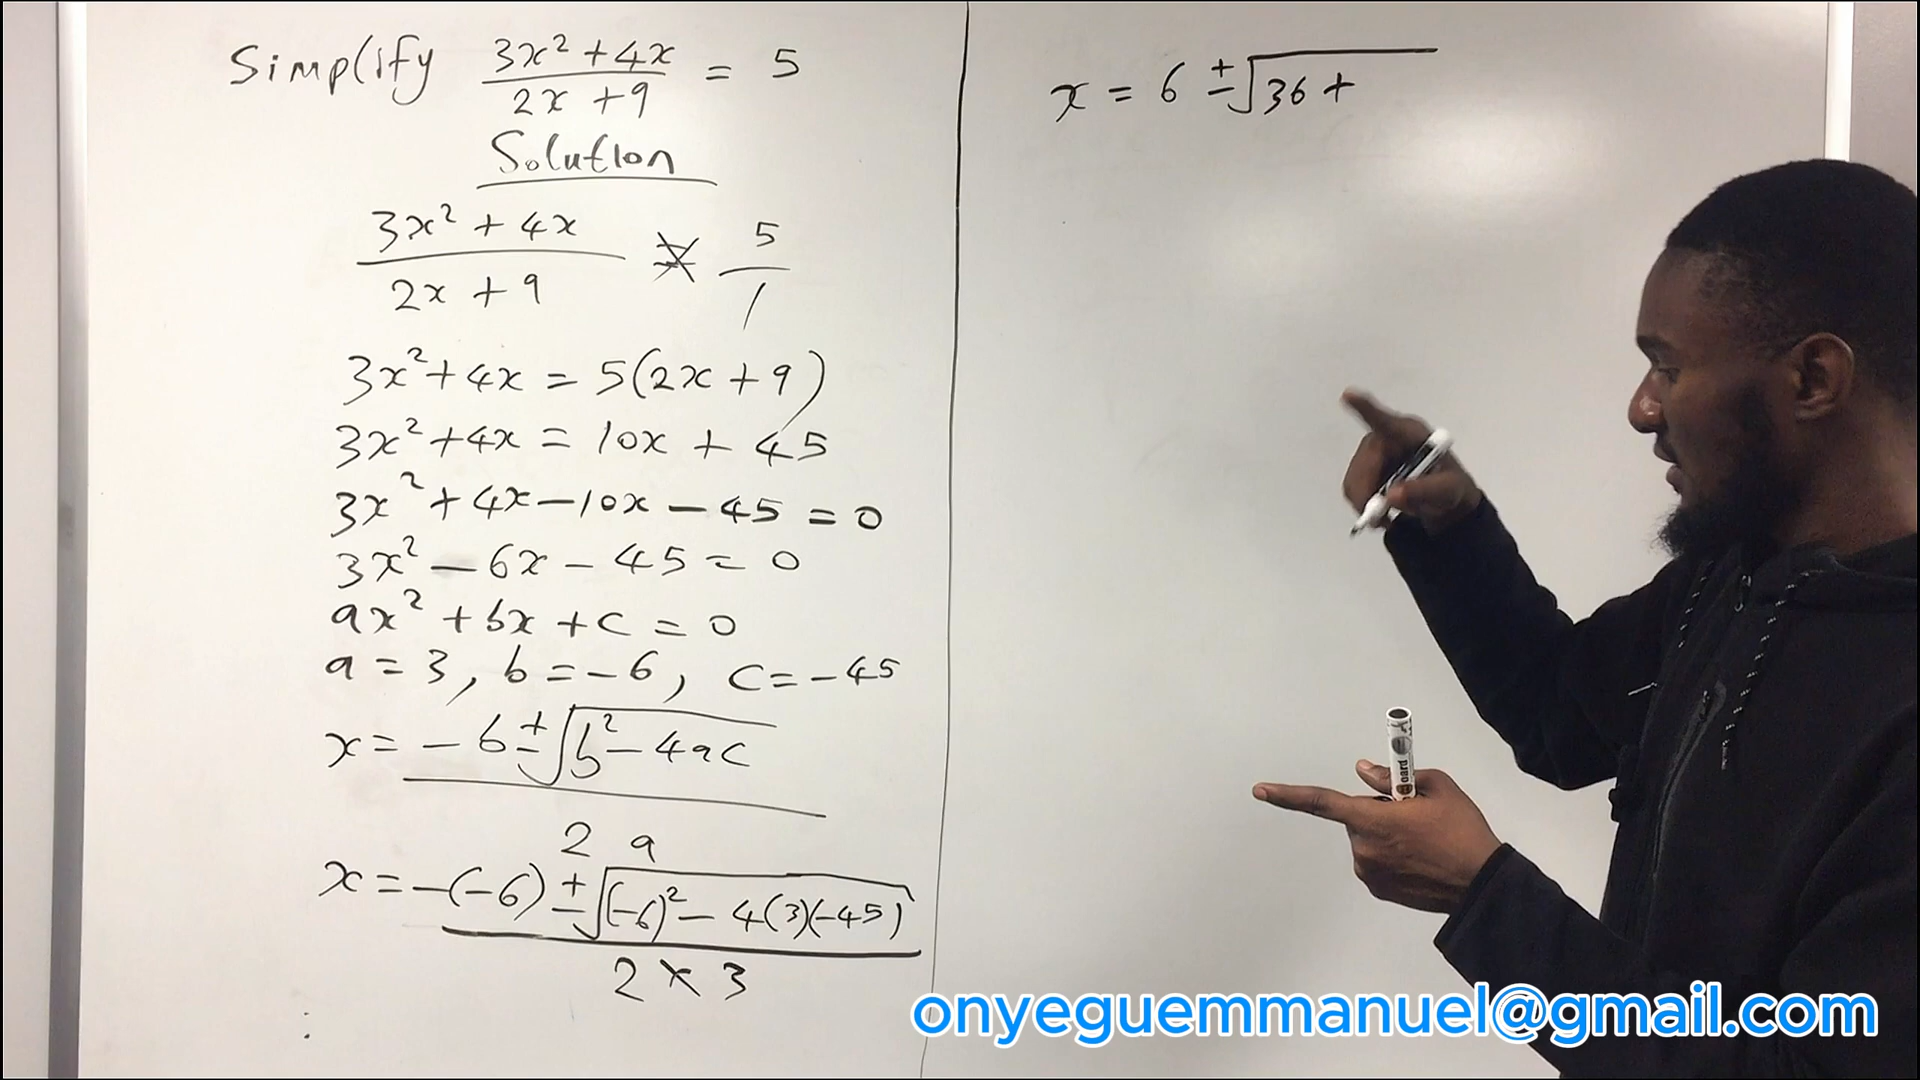 Simplify (3x² + 4x)/(2x + 9) = 5
Solution
(3x² + 4x)/(2x + 9) = 5/1
3x² + 4x = 5(2x + 9)
3x² + 4x = 10x + 45
3x² + 4x − 10x − 45 = 0
3x² − 6x − 45 = 0
ax² + bx + c = 0
a = 3, b = −6, c = −45
x = (−b ± √(b² − 4ac))/(2a)
x = (−(−6) ± √((−6)² − 4(3)(−45)))/(2 × 3)
x = 6 ± √(36 +
oard
onyeguemmanuel@gmail.com